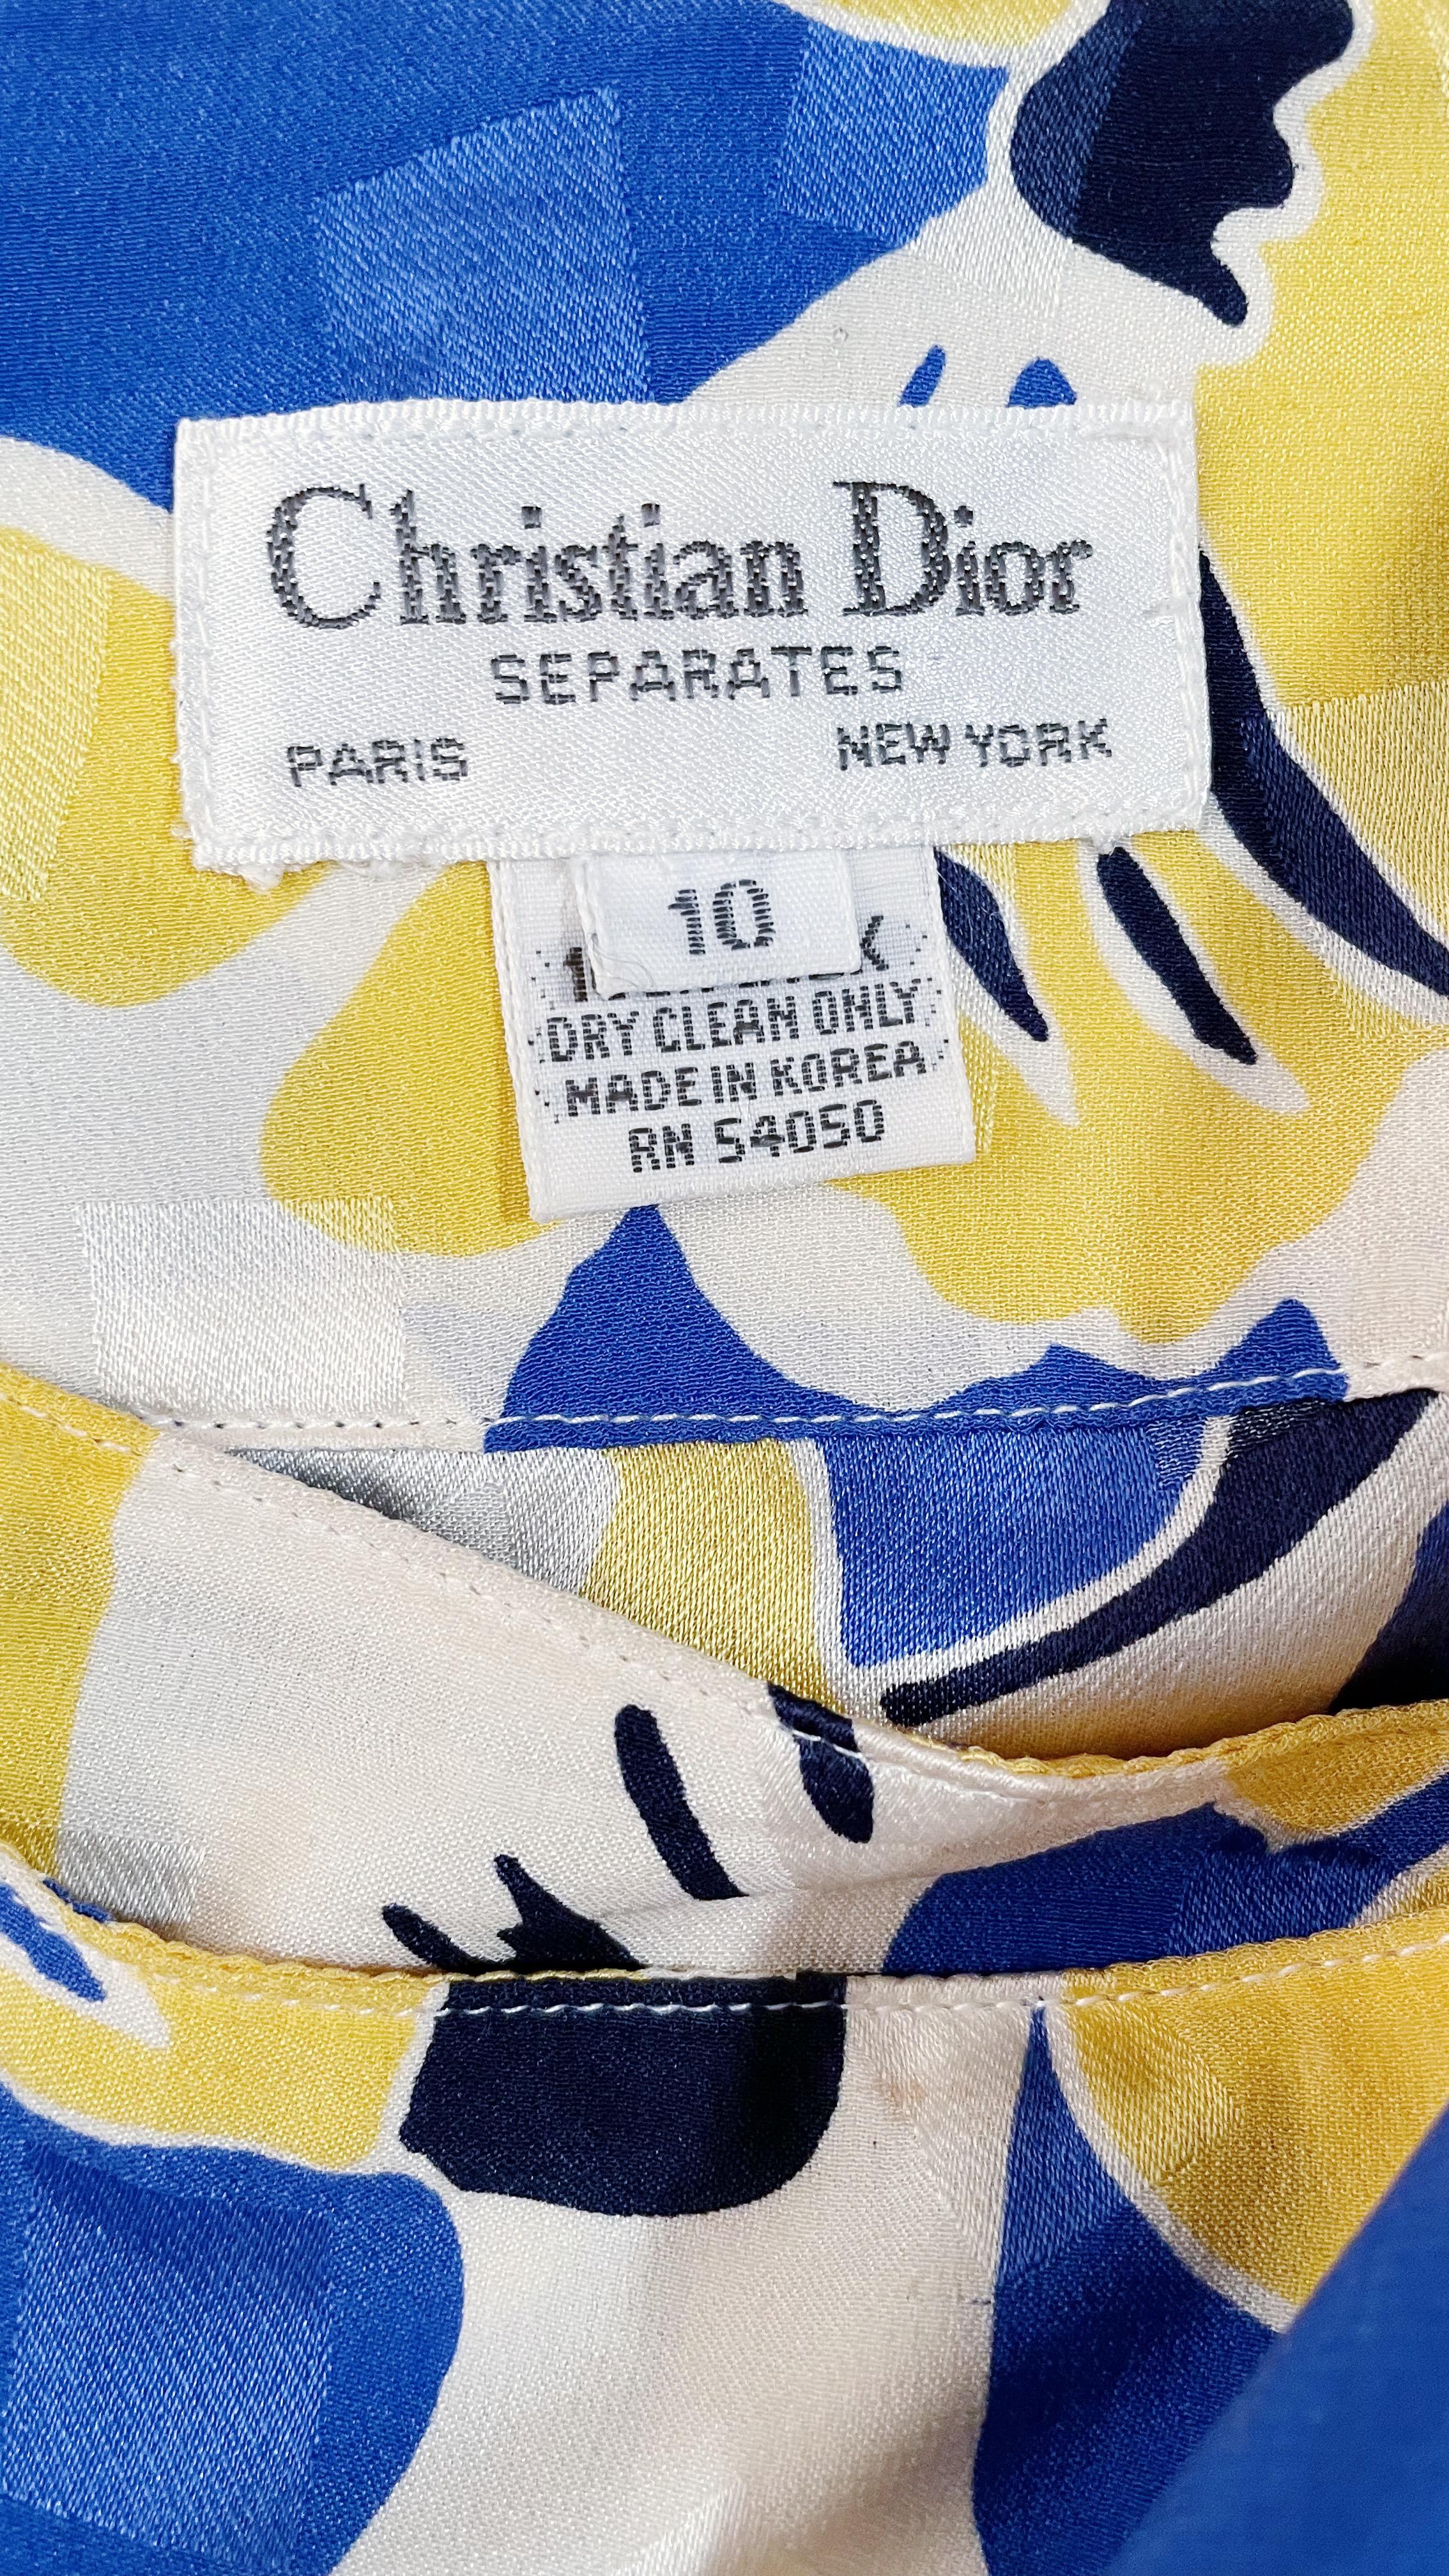 Christian Dior
SEPARATES
PARIS NEW YORK
10
DRY CLEAN ONLY
MADE IN KOREA
RN 54050